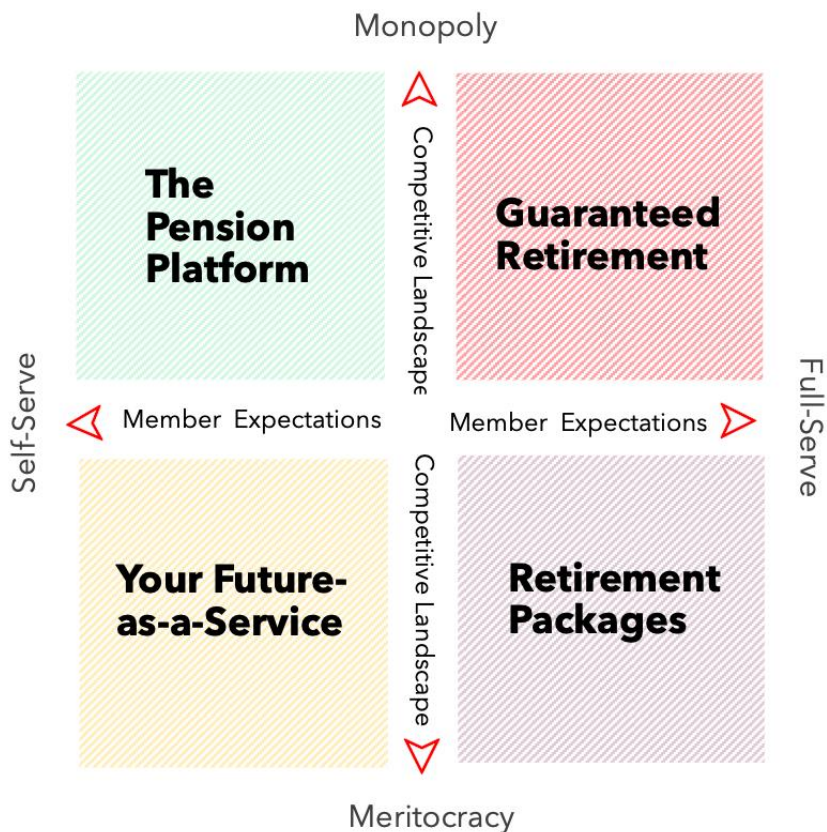 Monopoly
The
Pension
Platform
Competitive Landscape
Guaranteed
Retirement
Self-Serve
Member Expectations
Member Expectations
Full-Serve
Your Future-
as-a-Service
Competitive Landscape
Retirement
Packages
Meritocracy